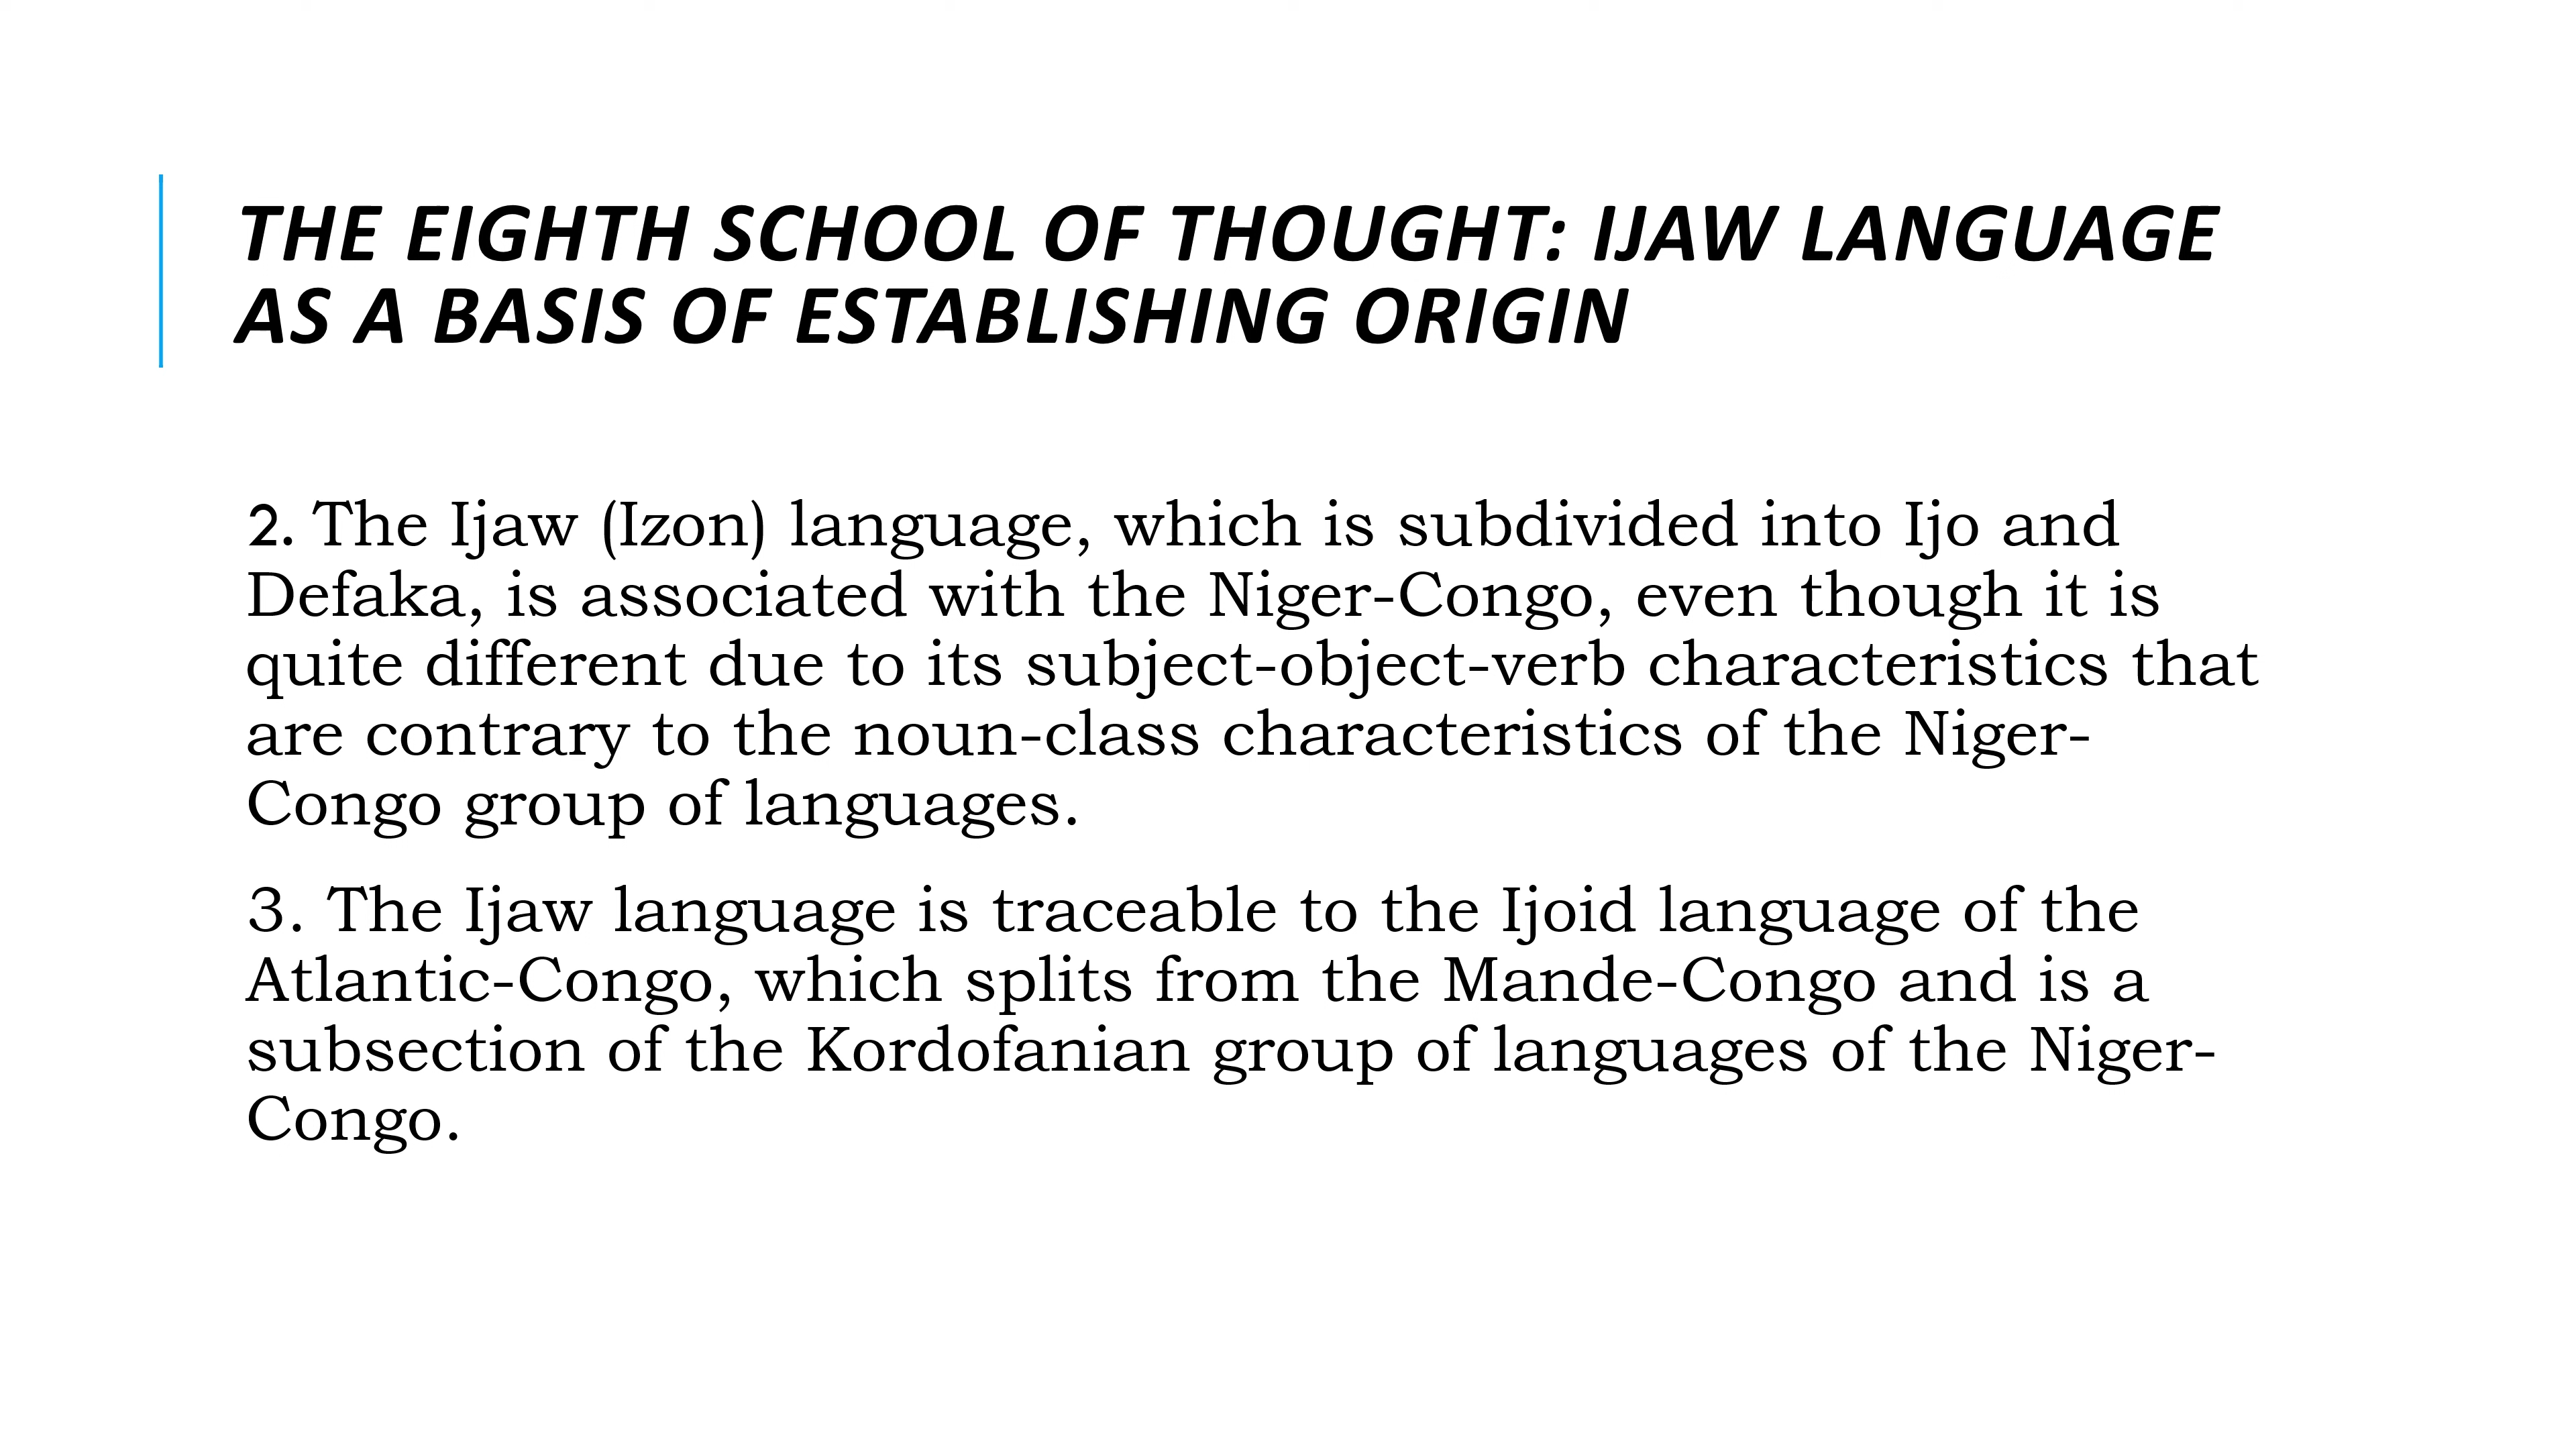 THE EIGHTH SCHOOL OF THOUGHT: IJAW LANGUAGE
AS A BASIS OF ESTABLISHING ORIGIN
2. The Ijaw (Izon) language, which is subdivided into Ijo and
Defaka, is associated with the Niger-Congo, even though it is
quite different due to its subject-object-verb characteristics that
are contrary to the noun-class characteristics of the Niger-
Congo group of languages.
3. The Ijaw language is traceable to the Ijoid language of the
Atlantic-Congo, which splits from the Mande-Congo and is a
subsection of the Kordofanian group of languages of the Niger-
Congo.